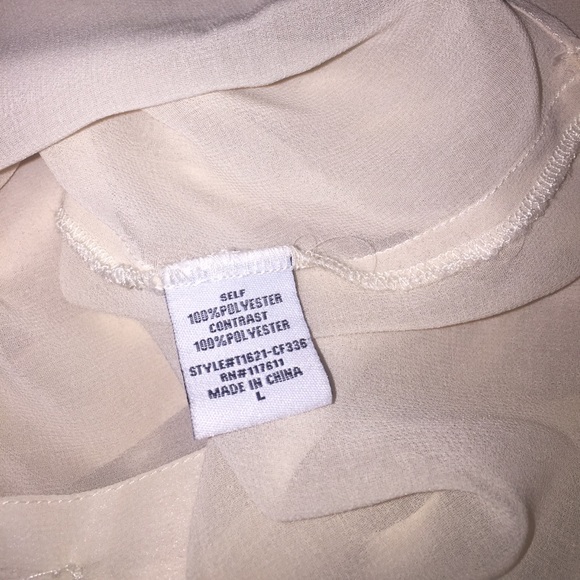 SELF
100%POLYESTER
CONTRAST
100%POLYESTER
STYLE#T1621-CF336
RN#117611
MADE IN CHINA
L